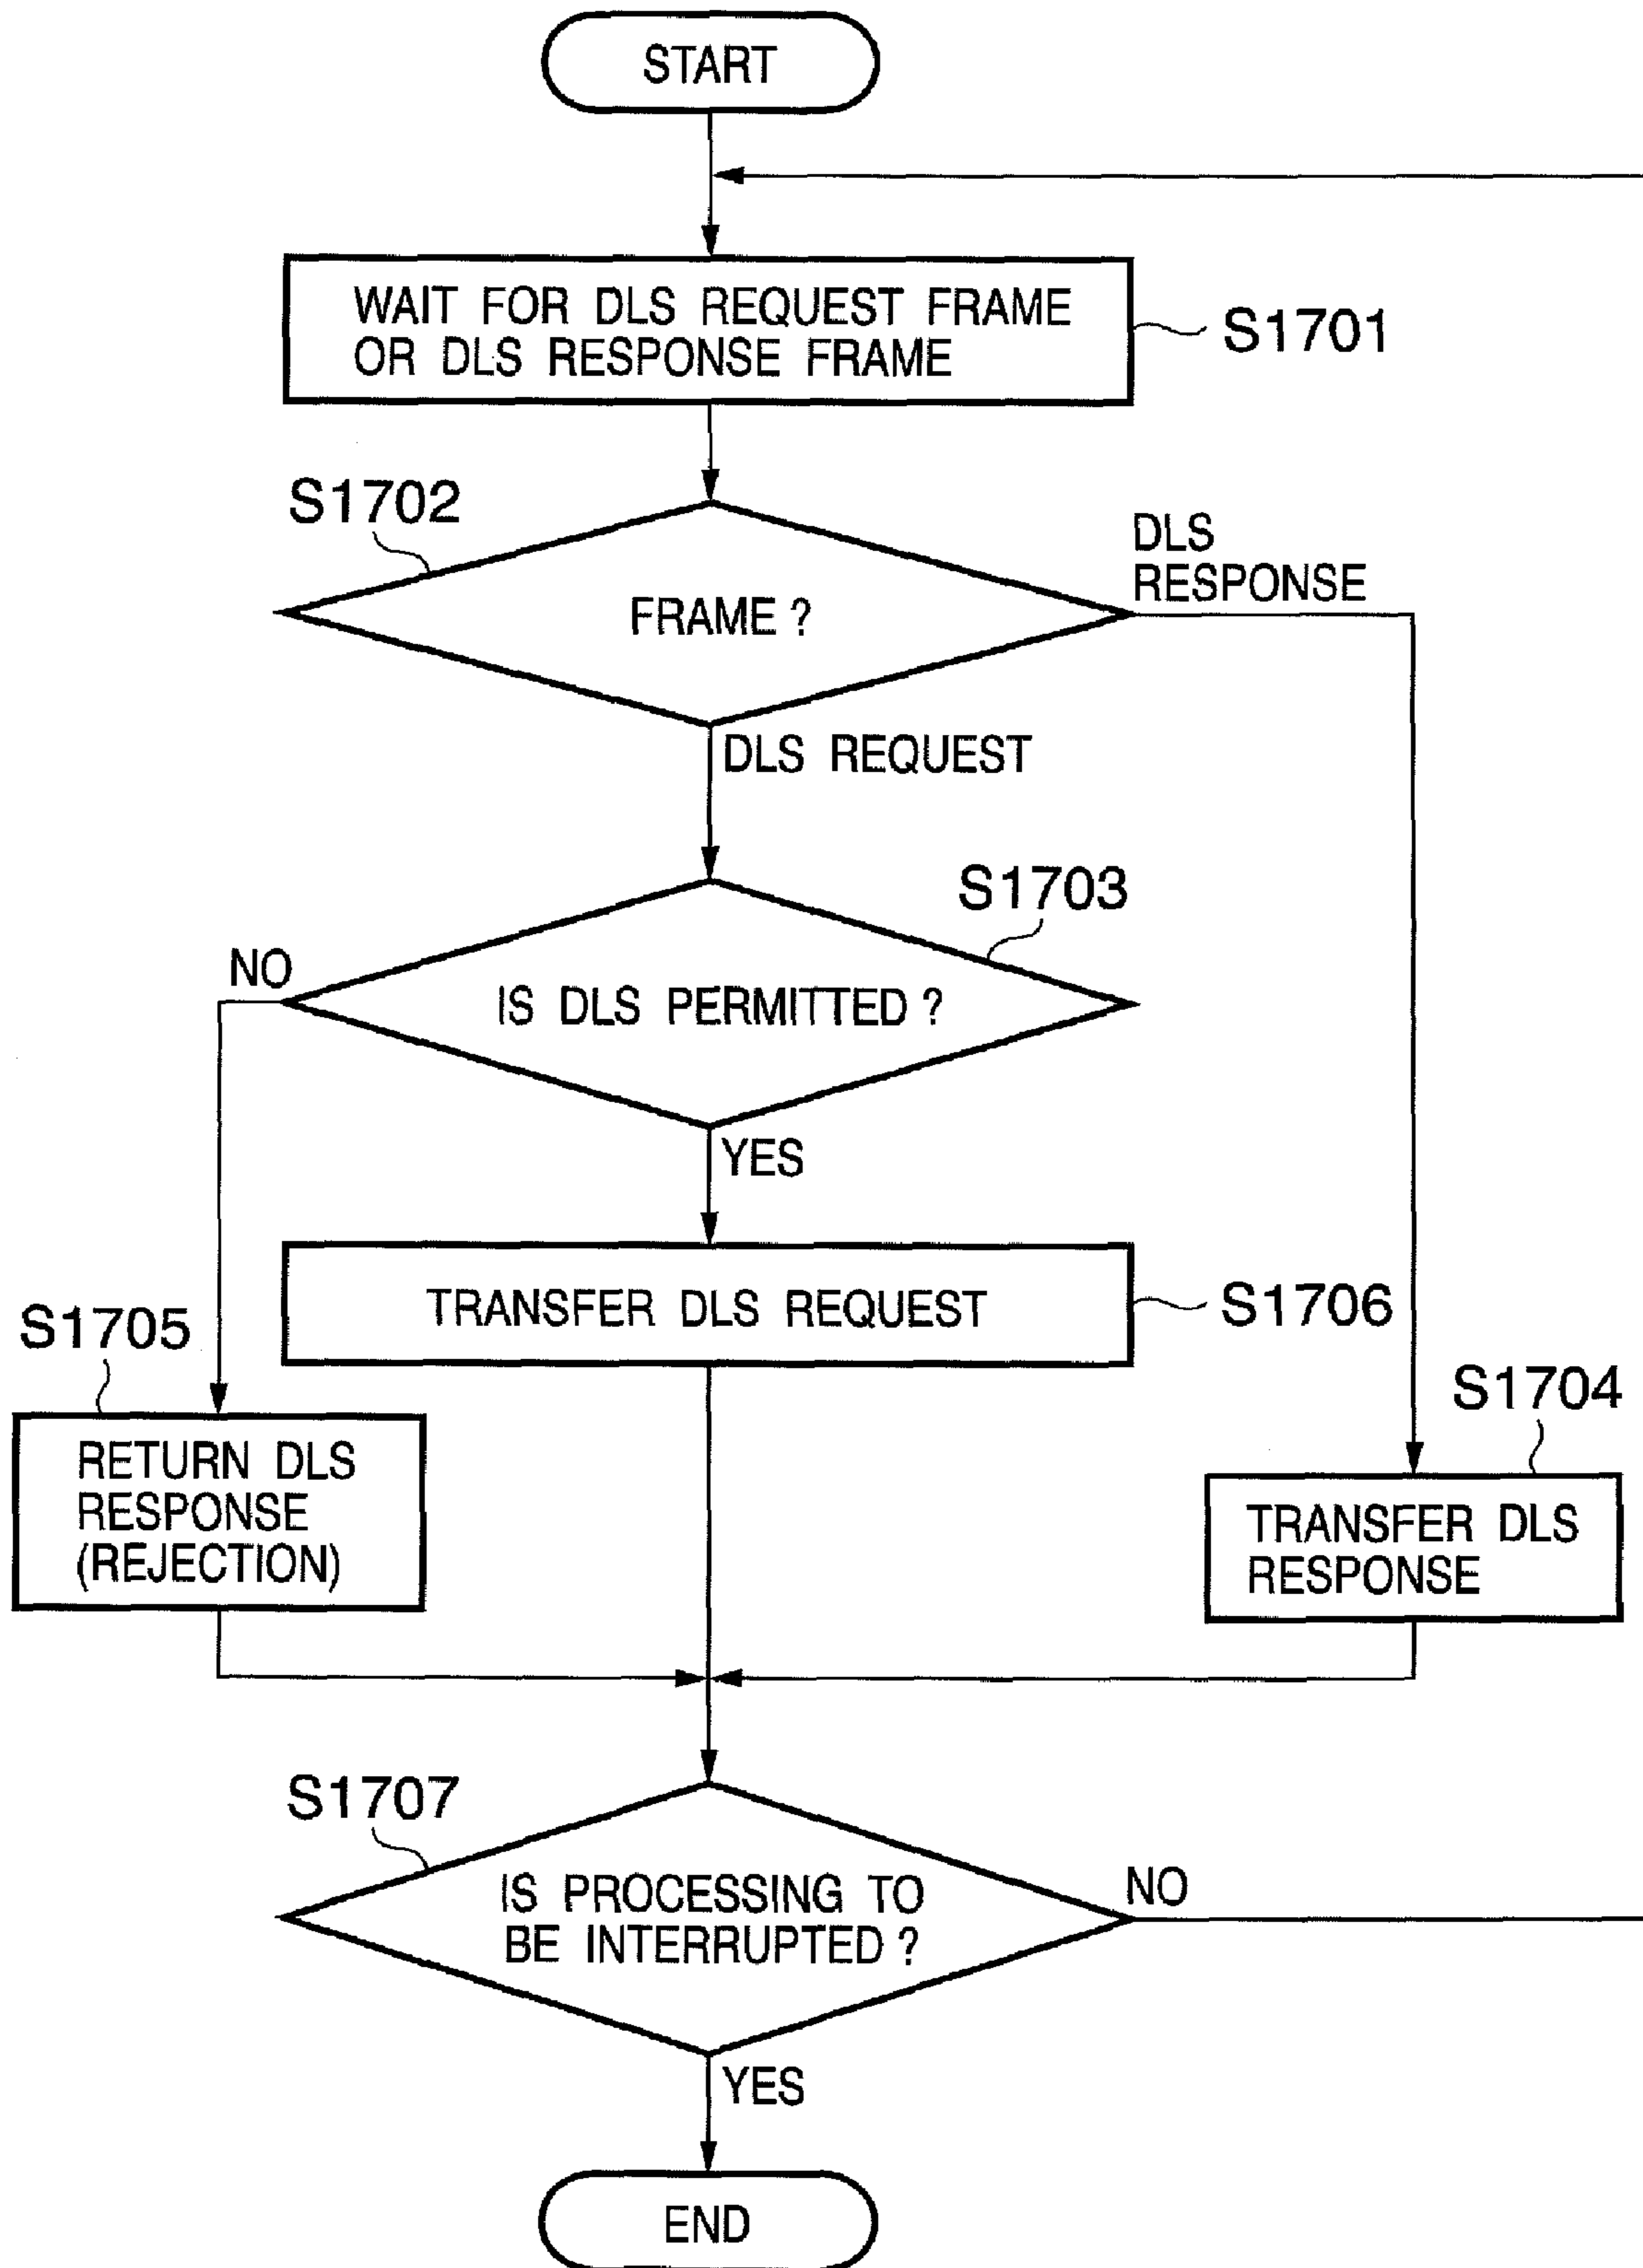 START
WAIT FOR DLS REQUEST FRAME
OR DLS RESPONSE FRAME
S1701
S1702
DLS
RESPONSE
FRAME ?
DLS REQUEST
S1703
NO
IS DLS PERMITTED ?
YES
TRANSFER DLS REQUEST
S1706
S1705
RETURN DLS
RESPONSE
(REJECTION)
S1704
TRANSFER DLS
RESPONSE
S1707
IS PROCESSING TO
BE INTERRUPTED ?
NO
YES
END